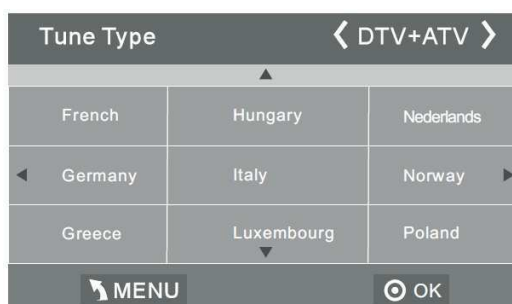 Tune Type DTV+ATV
French Hungary Nederlands
Germany Italy Norway
Greece Luxembourg Poland
MENU OK